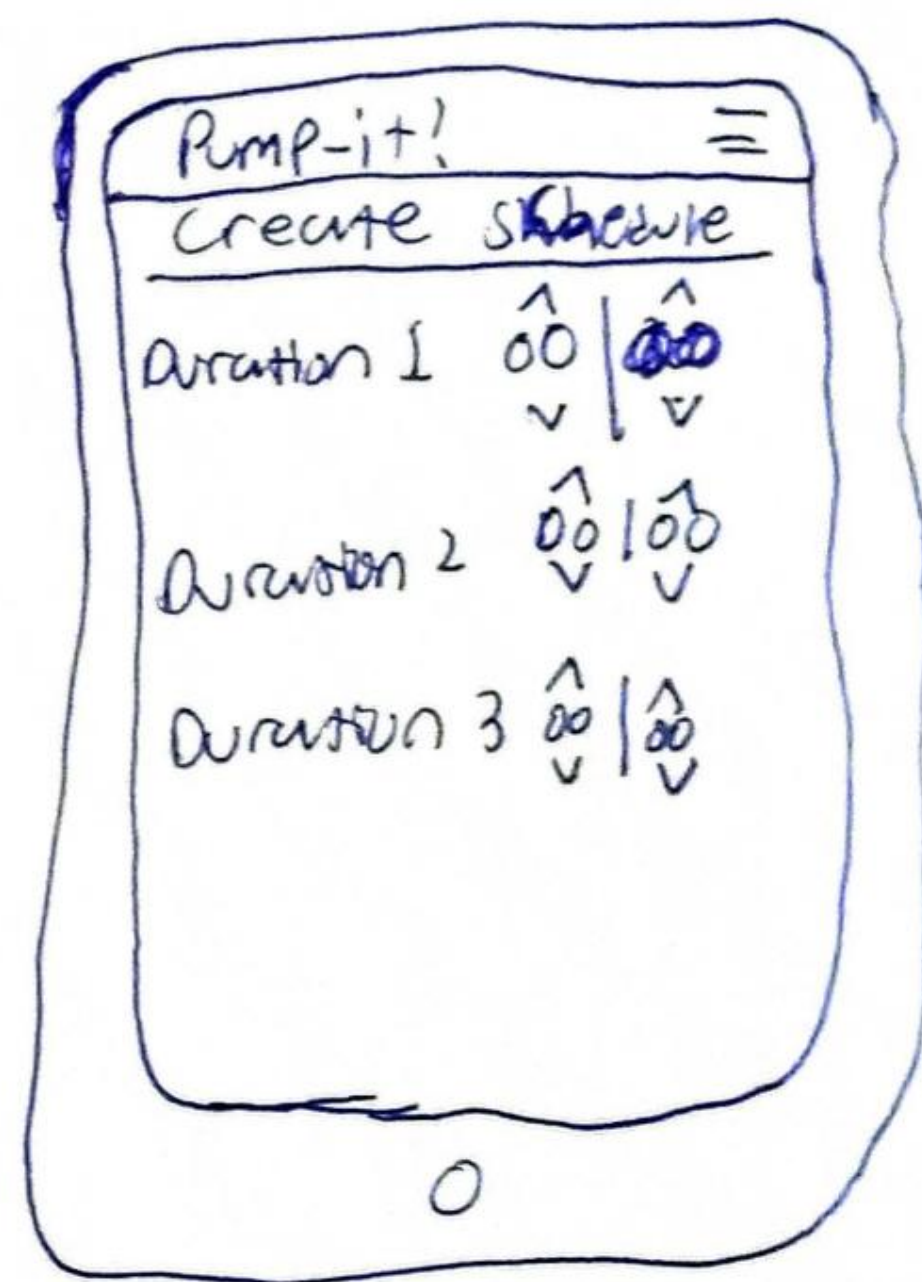 Pump-it!
Create Schedule
Duration 1 00 | 00
Duration 2 00 | 00
Duration 3 00 | 00